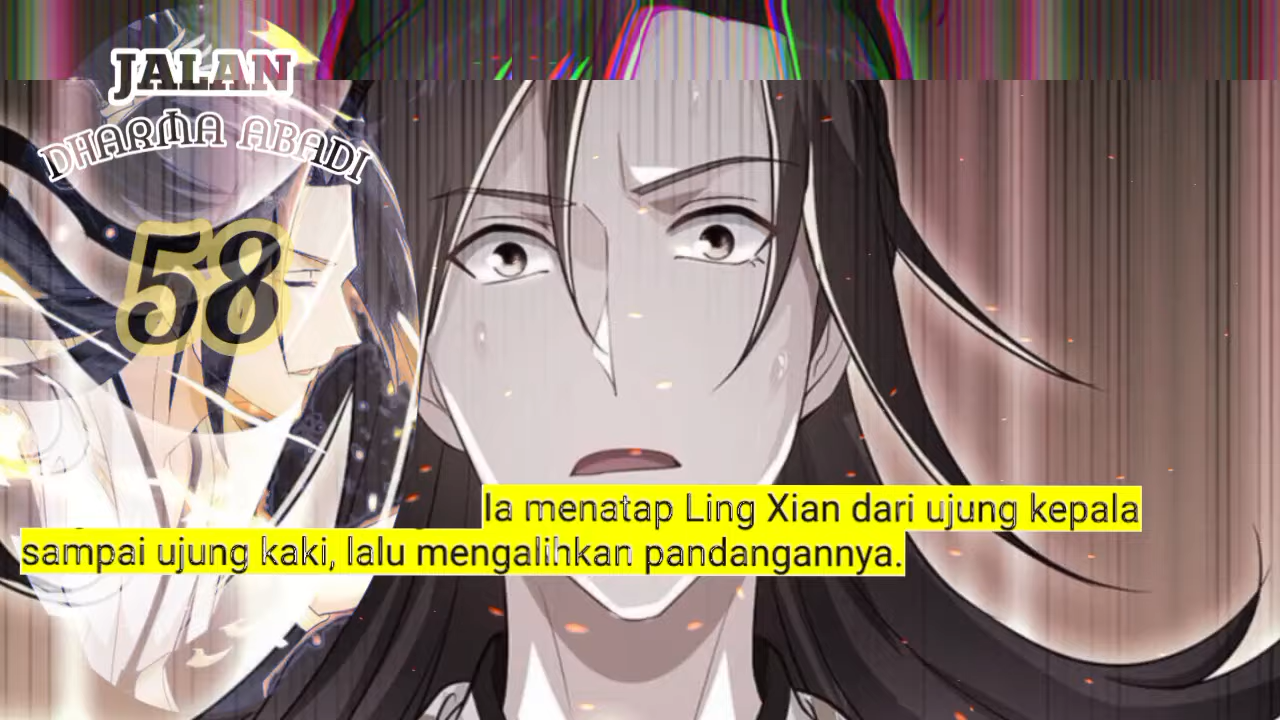 JALAN
DHARMA ABADI
58
Ia menatap Ling Xian dari ujung kepala
sampai ujung kaki, lalu mengalihkan pandangannya.